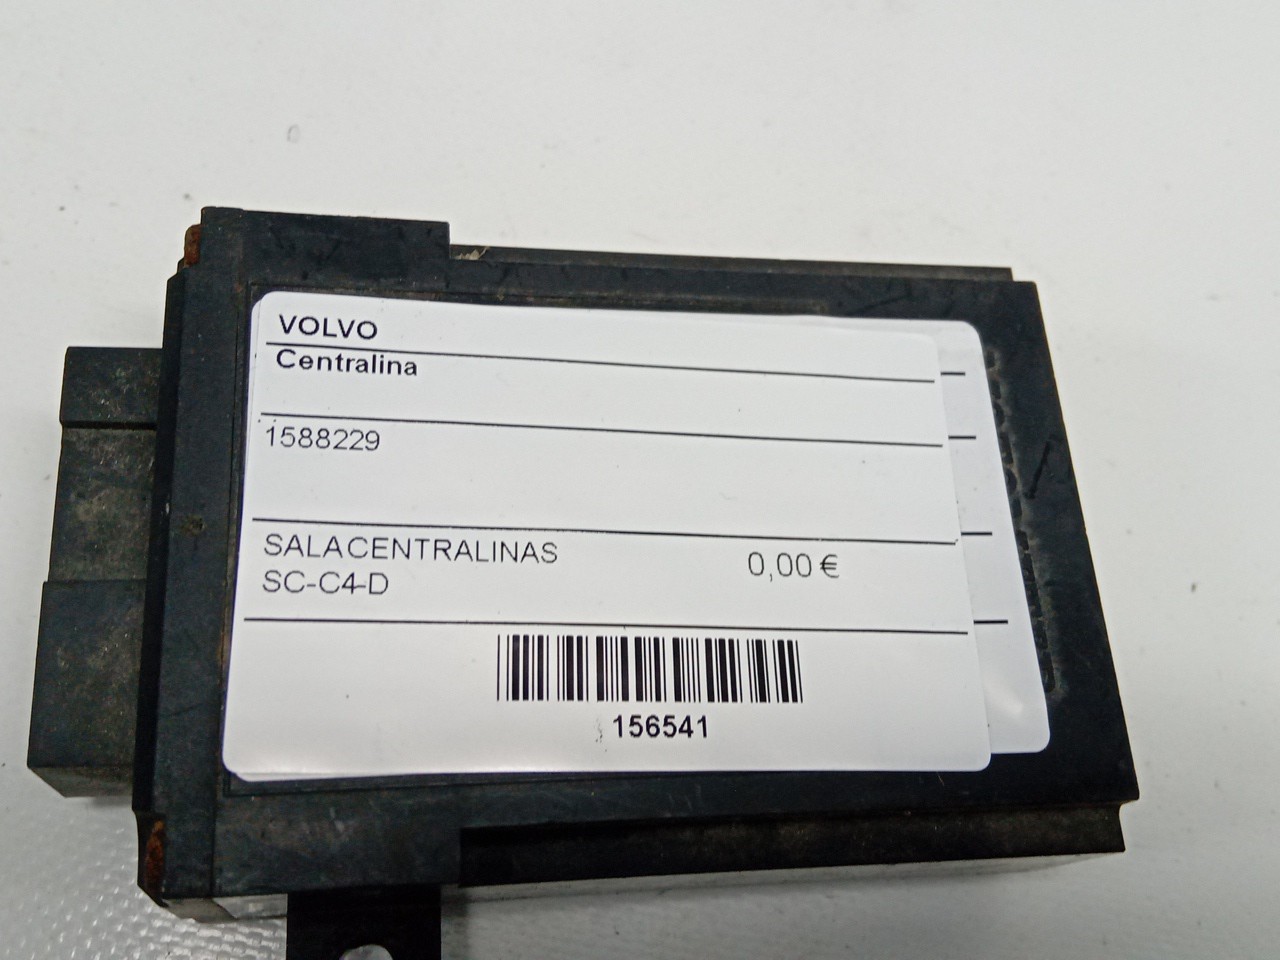 VOLVO
Centralina
1588229
SALACENTRALINAS 0,00 €
SC-C4-D
156541